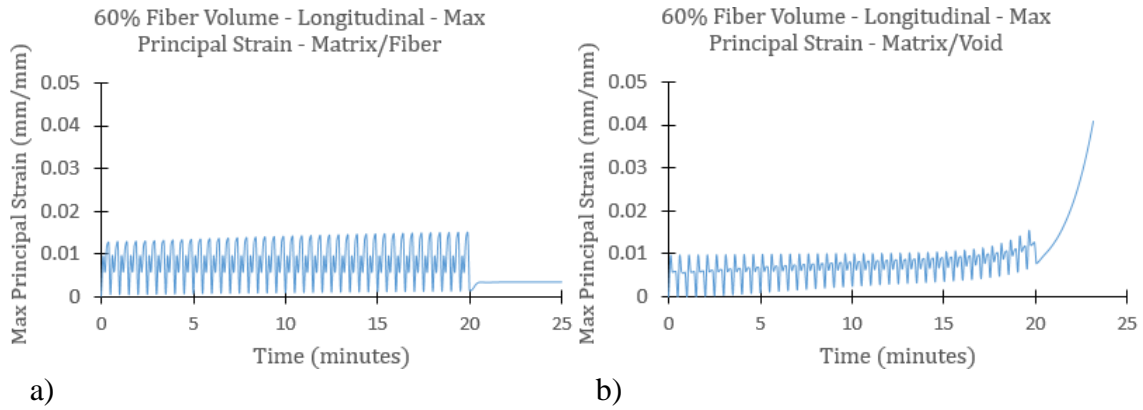 60% Fiber Volume - Longitudinal - Max
Principal Strain - Matrix/Fiber
Max Principal Strain (mm/mm)
0.05
0.04
0.03
0.02
0.01
0
0 5 10 15 20 25
Time (minutes)
a)
60% Fiber Volume - Longitudinal - Max
Principal Strain - Matrix/Void
Max Principal Strain (mm/mm)
0.05
0.04
0.03
0.02
0.01
0
0 5 10 15 20 25
Time (minutes)
b)